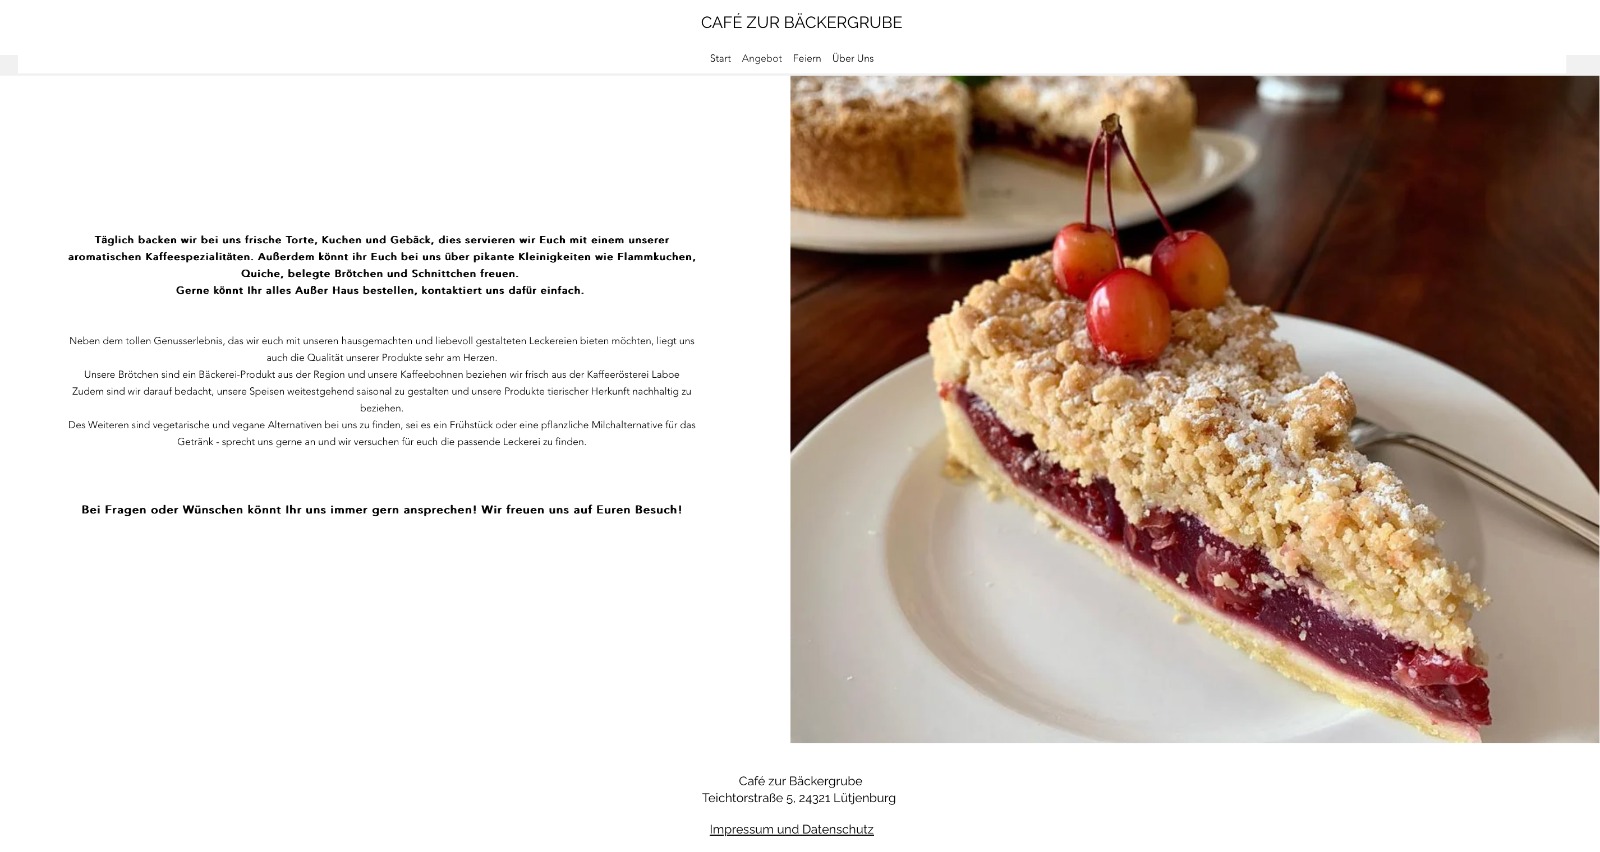 CAFÉ ZUR BÄCKERGRUBE
Start Angebot Feiern Über Uns
Täglich backen wir bei uns frische Torte, Kuchen und Gebäck, dies servieren wir Euch mit einem unserer
aromatischen Kaffeespezialitäten. Außerdem könnt ihr Euch bei uns über pikante Kleinigkeiten wie Flammkuchen,
Quiche, belegte Brötchen und Schnittchen freuen.
Gerne könnt Ihr alles Außer Haus bestellen, kontaktiert uns dafür einfach.
Neben dem tollen Genusserlebnis, das wir euch mit unseren hausgemachten und liebevoll gestalteten Leckereien bieten möchten, liegt uns
auch die Qualität unserer Produkte sehr am Herzen.
Unsere Brötchen sind ein Bäckerei-Produkt aus der Region und unsere Kaffeebohnen beziehen wir frisch aus der Kaffeerösterei Laboe
Zudem sind wir darauf bedacht, unsere Speisen weitestgehend saisonal zu gestalten und unsere Produkte tierischer Herkunft nachhaltig zu
beziehen.
Des Weiteren sind vegetarische und vegane Alternativen bei uns zu finden, sei es ein Frühstück oder eine pflanzliche Milchalternative für das
Getränk - sprecht uns gerne an und wir versuchen für euch die passende Leckerei zu finden.
Bei Fragen oder Wünschen könnt Ihr uns immer gern ansprechen! Wir freuen uns auf Euren Besuch!
Café zur Bäckergrube
Teichtorstraße 5, 24321 Lütjenburg
Impressum und Datenschutz